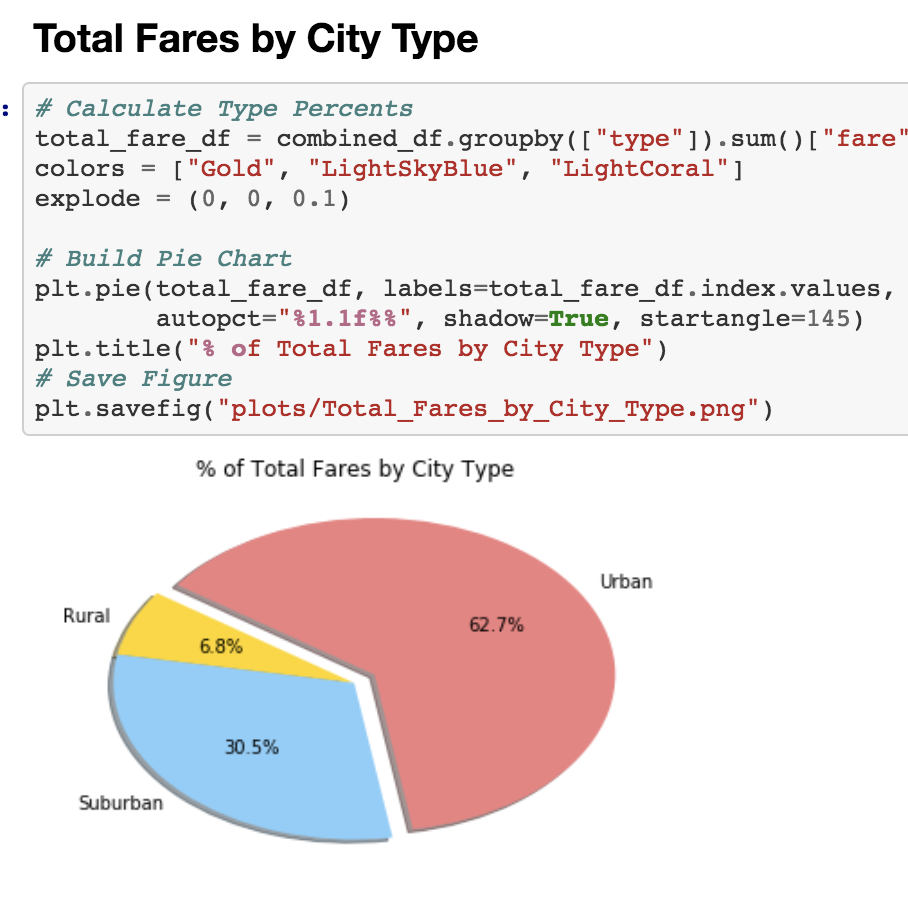 Total Fares by City Type
:
# Calculate Type Percents
total_fare_df = combined_df.groupby(["type"]).sum()["fare"
colors = ["Gold", "LightSkyBlue", "LightCoral"]
explode = (0, 0, 0.1)
# Build Pie Chart
plt.pie(total_fare_df, labels=total_fare_df.index.values,
        autopct="%1.1f%%", shadow=True, startangle=145)
plt.title("% of Total Fares by City Type")
# Save Figure
plt.savefig("plots/Total_Fares_by_City_Type.png")
% of Total Fares by City Type
Urban
Rural
62.7%
6.8%
30.5%
Suburban